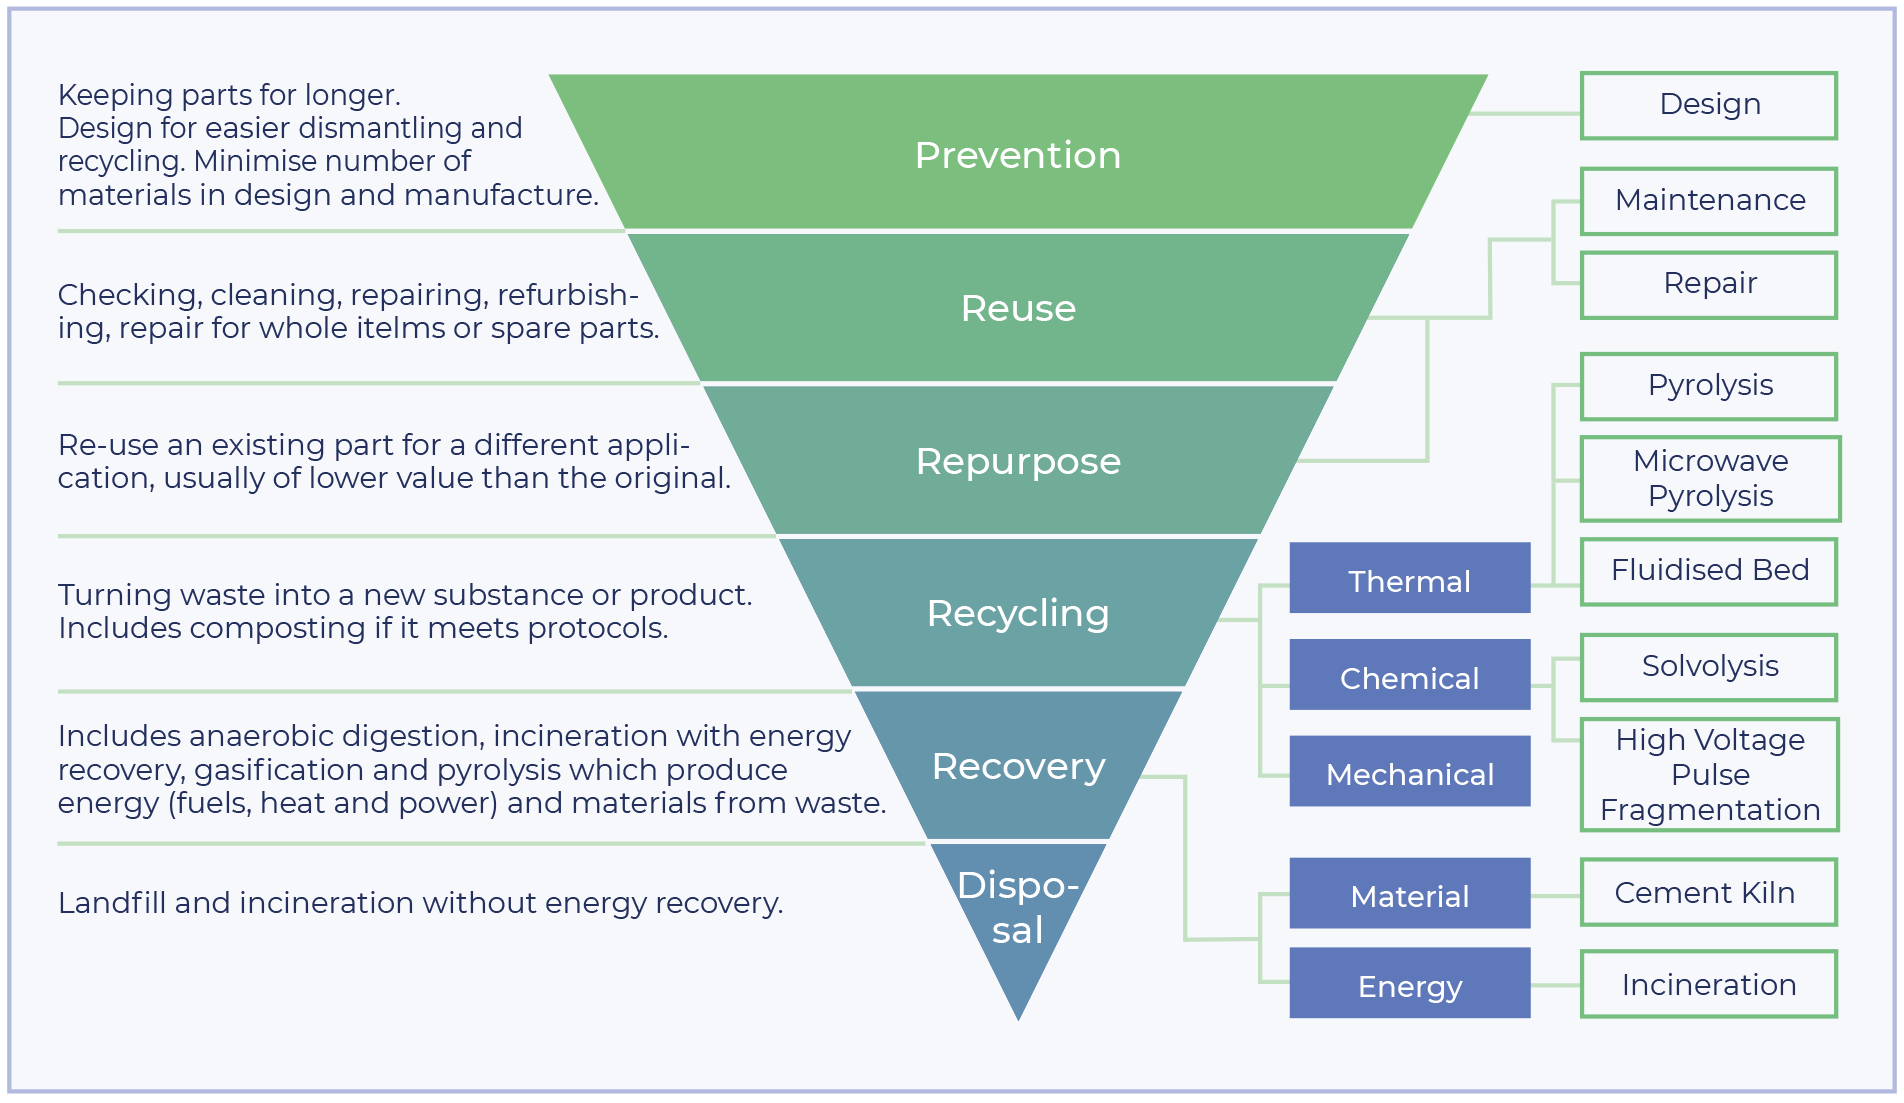 Keeping parts for longer.
Design for easier dismantling and
recycling. Minimise number of
materials in design and manufacture.
Prevention
Design
Maintenance
Repair
Checking, cleaning, repairing, refurbish-
ing, repair for whole itelms or spare parts.
Reuse
Re-use an existing part for a different appli-
cation, usually of lower value than the original.
Repurpose
Turning waste into a new substance or product.
Includes composting if it meets protocols.
Recycling
Thermal
Pyrolysis
Microwave
Pyrolysis
Fluidised Bed
Chemical
Solvolysis
High Voltage
Pulse
Fragmentation
Mechanical
Includes anaerobic digestion, incineration with energy
recovery, gasification and pyrolysis which produce
energy (fuels, heat and power) and materials from waste.
Recovery
Material
Cement Kiln
Energy
Incineration
Landfill and incineration without energy recovery.
Dispo-
sal